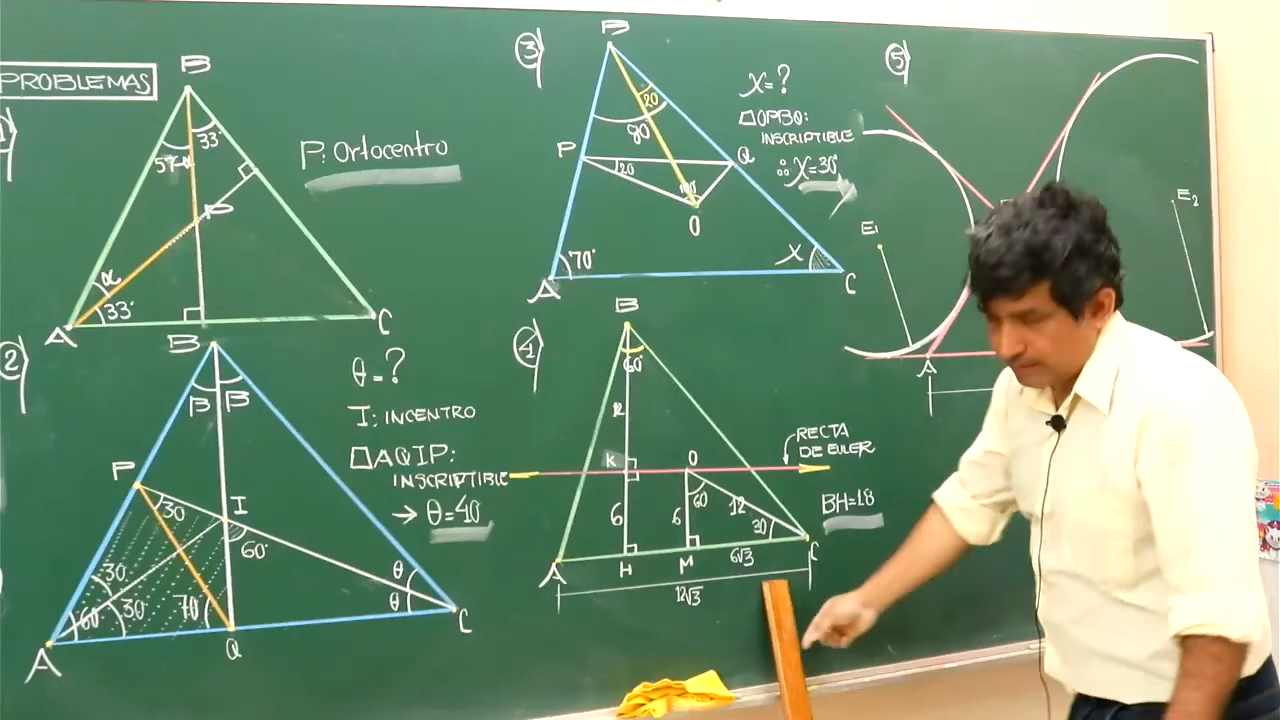 PROBLEMAS
1)
B
33°
P: Ortocentro
P
α
33°
A
C
2)
B
β β
θ=?
I: INCENTRO
□AQIP:
INSCRIPTIBLE
→ θ=40
P
30
I
60
30
60
30
70
θ
θ
A
Q
C
3)
B
20
80
X=?
□OPBQ:
INSCRIPTIBLE
∴ X=30°
P
Q
20
100
O
70°
X
A
C
4)
B
60
12
K
O
RECTA
DE EULER
BH=18
6
6
60
12
30
A
H
M
6√3
C
12√3
5)
E1
E2
A